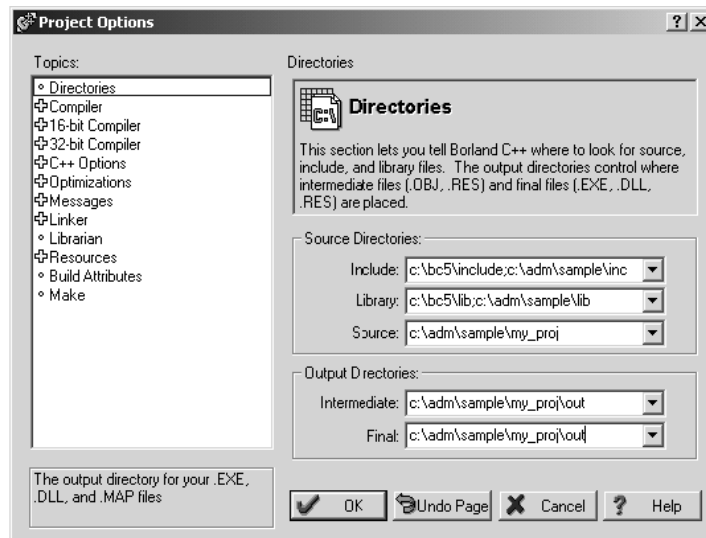 Project Options
Topics:
Directories
Compiler
16-bit Compiler
32-bit Compiler
C++ Options
Optimizations
Messages
Linker
Librarian
Resources
Build Attributes
Make
The output directory for your .EXE,
.DLL, and .MAP files
Directories
C:\
Directories
This section lets you tell Borland C++ where to look for source,
include, and library files. The output directories control where
intermediate files (.OBJ, .RES) and final files (.EXE, .DLL,
.RES) are placed.
Source Directories:
Include: c:\bc5\include;c:\adm\sample\inc
Library: c:\bc5\lib;c:\adm\sample\lib
Source: c:\adm\sample\my_proj
Output Directories:
Intermediate: c:\adm\sample\my_proj\out
Final: c:\adm\sample\my_proj\out
OK Undo Page Cancel ? Help